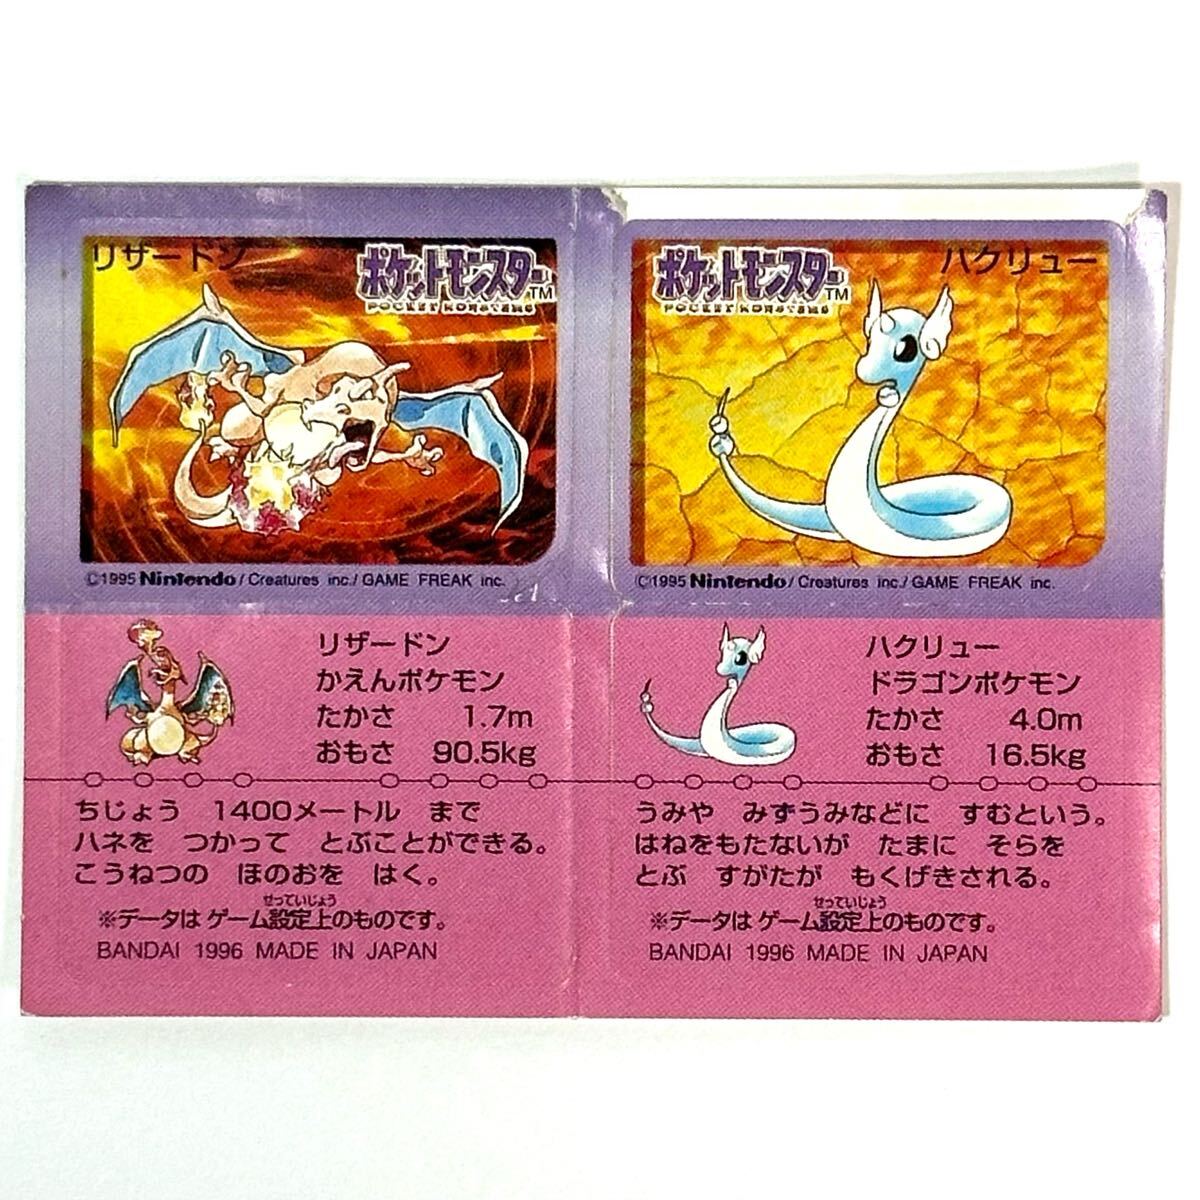 リザードン
ポケットモンスター TM
POCKET MONSTERS
©1995 Nintendo/Creatures inc./GAME FREAK inc.
リザードン
かえんポケモン
たかさ 1.7m
おもさ 90.5kg
ちじょう 1400メートル まで
ハネを つかって とぶことができる。
こうねつの ほのおを はく。
せっていじょう
※データは ゲーム設定上のものです。
BANDAI 1996 MADE IN JAPAN
ポケットモンスター TM
POCKET MONSTERS
ハクリュー
©1995 Nintendo/Creatures inc./GAME FREAK inc.
ハクリュー
ドラゴンポケモン
たかさ 4.0m
おもさ 16.5kg
うみや みずうみなどに すむという。
はねをもたないが たまに そらを
とぶ すがたが もくげきされる。
せっていじょう
※データは ゲーム設定上のものです。
BANDAI 1996 MADE IN JAPAN